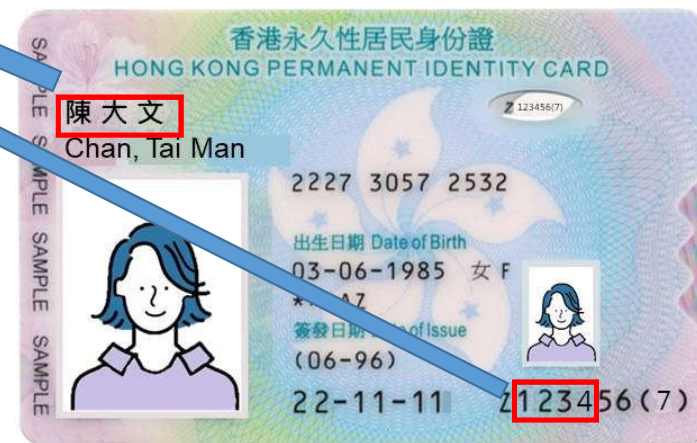 香港永久性居民身份證
HONG KONG PERMANENT IDENTITY CARD
陳大文
Z123456(7)
Chan, Tai Man
2227 3057 2532
出生日期 Date of Birth
03-06-1985 女 F
AZ
簽發日期 of Issue
(06-96)
22-11-11
Z123456(7)
SAMPLE SAMPLE SAMPLE SAMPLE